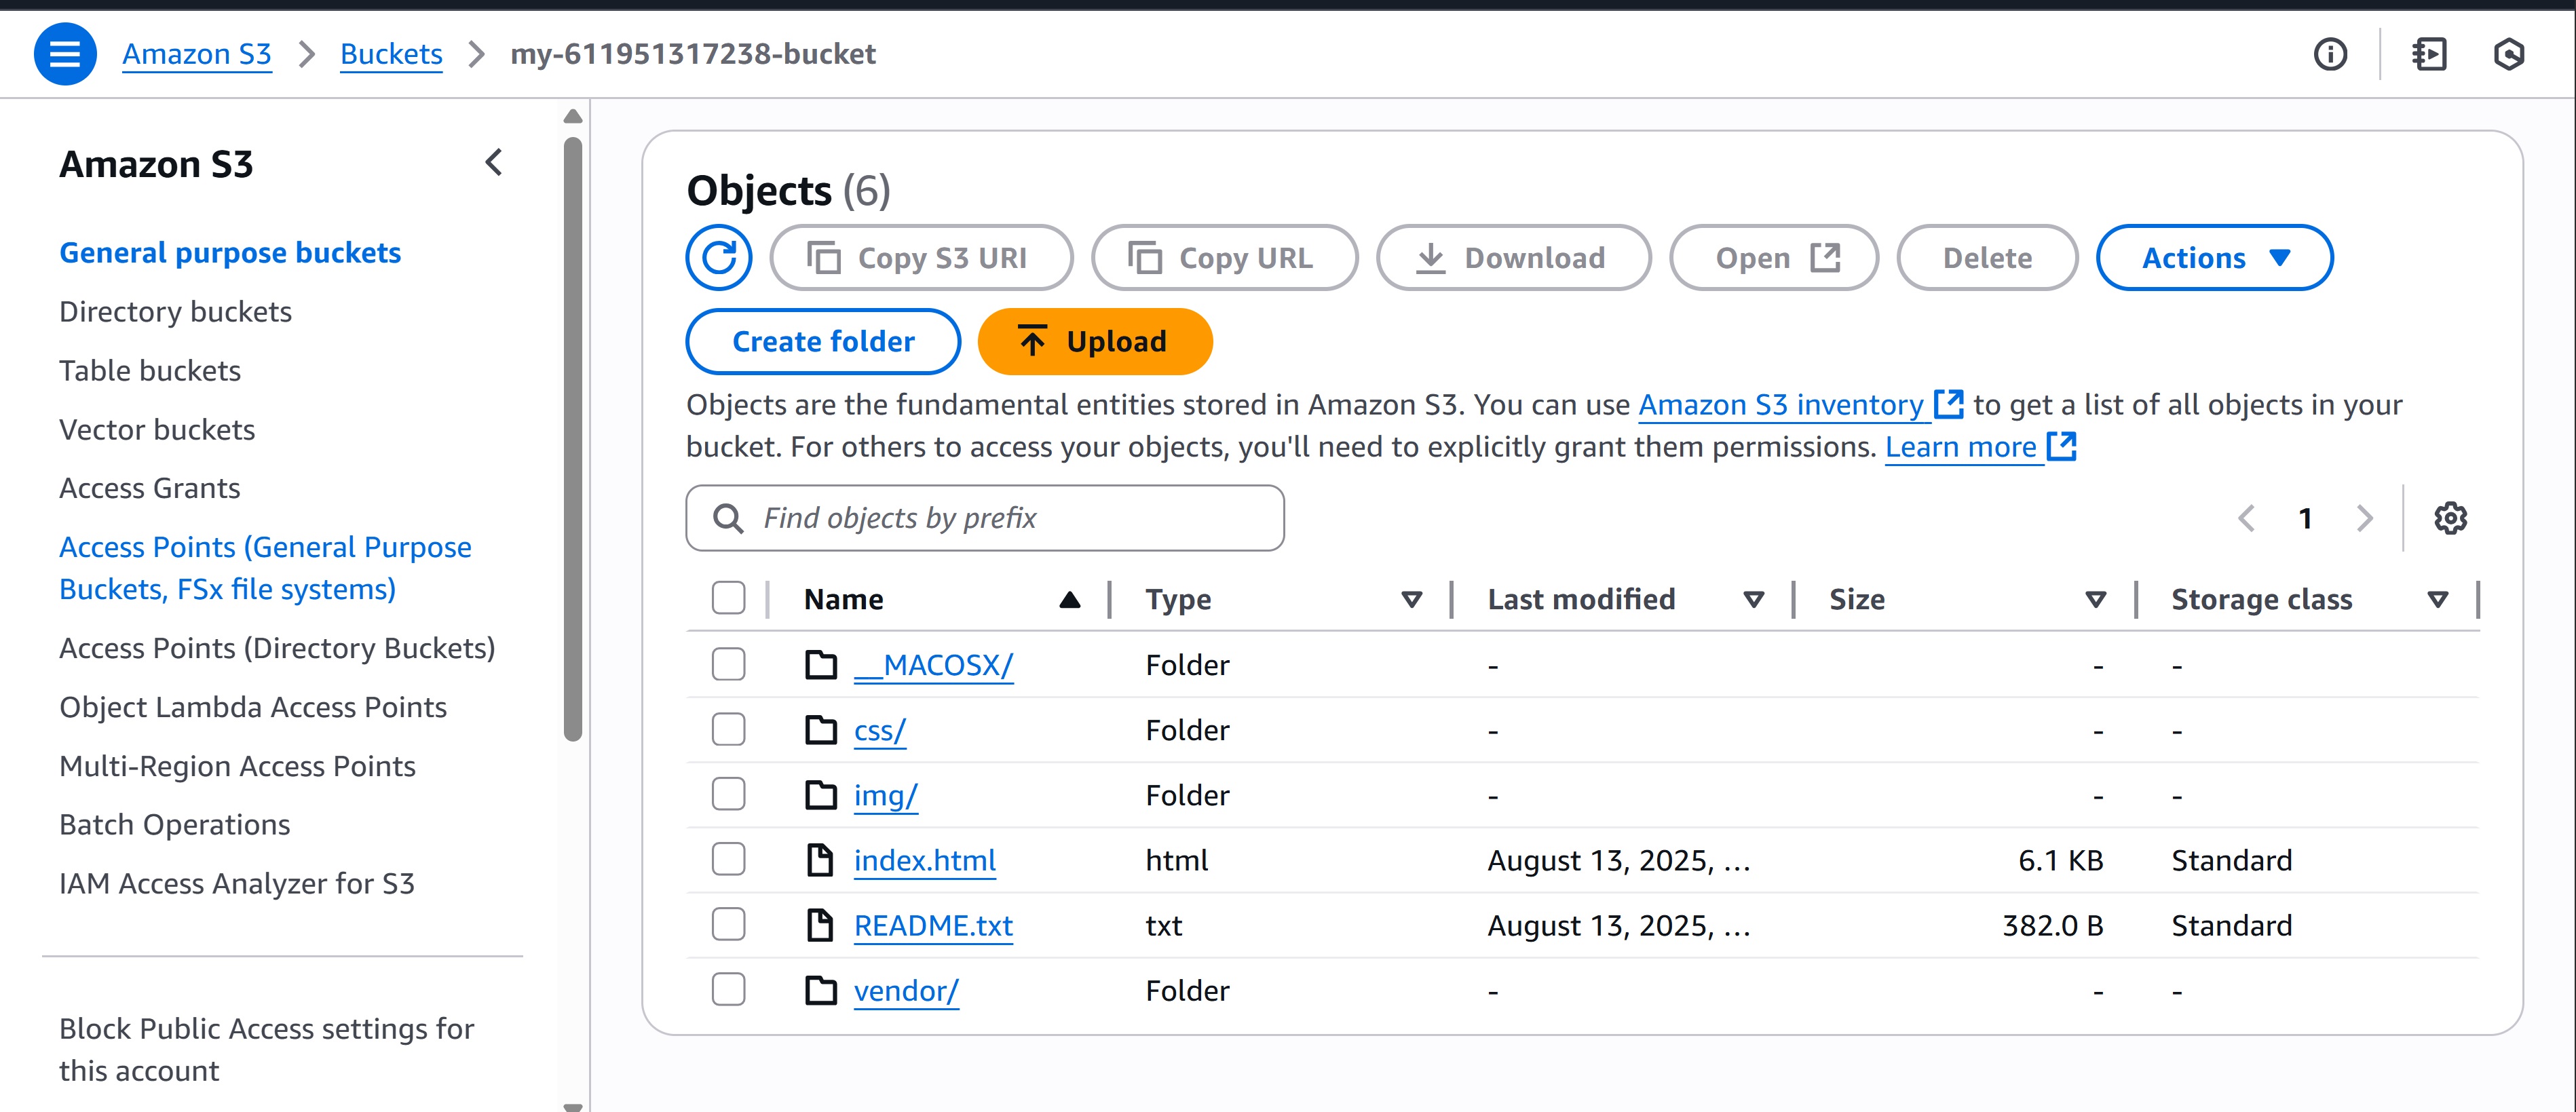 Amazon S3 > Buckets > my-611951317238-bucket
Amazon S3
General purpose buckets
Directory buckets
Table buckets
Vector buckets
Access Grants
Access Points (General Purpose
Buckets, FSx file systems)
Access Points (Directory Buckets)
Object Lambda Access Points
Multi-Region Access Points
Batch Operations
IAM Access Analyzer for S3
Block Public Access settings for
this account
Objects (6)
Copy S3 URI Copy URL Download Open Delete Actions
Create folder Upload
Objects are the fundamental entities stored in Amazon S3. You can use Amazon S3 inventory to get a list of all objects in your
bucket. For others to access your objects, you'll need to explicitly grant them permissions. Learn more
Find objects by prefix
1
Name Type Last modified Size Storage class
__MACOSX/ Folder - - -
css/ Folder - - -
img/ Folder - - -
index.html html August 13, 2025, ... 6.1 KB Standard
README.txt txt August 13, 2025, ... 382.0 B Standard
vendor/ Folder - - -